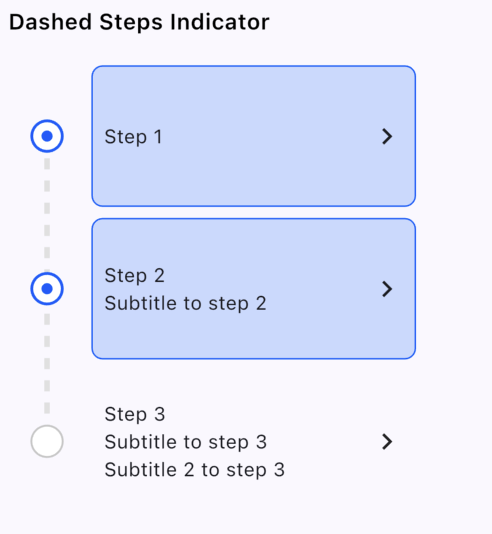 Dashed Steps Indicator
Step 1
Step 2
Subtitle to step 2
Step 3
Subtitle to step 3
Subtitle 2 to step 3